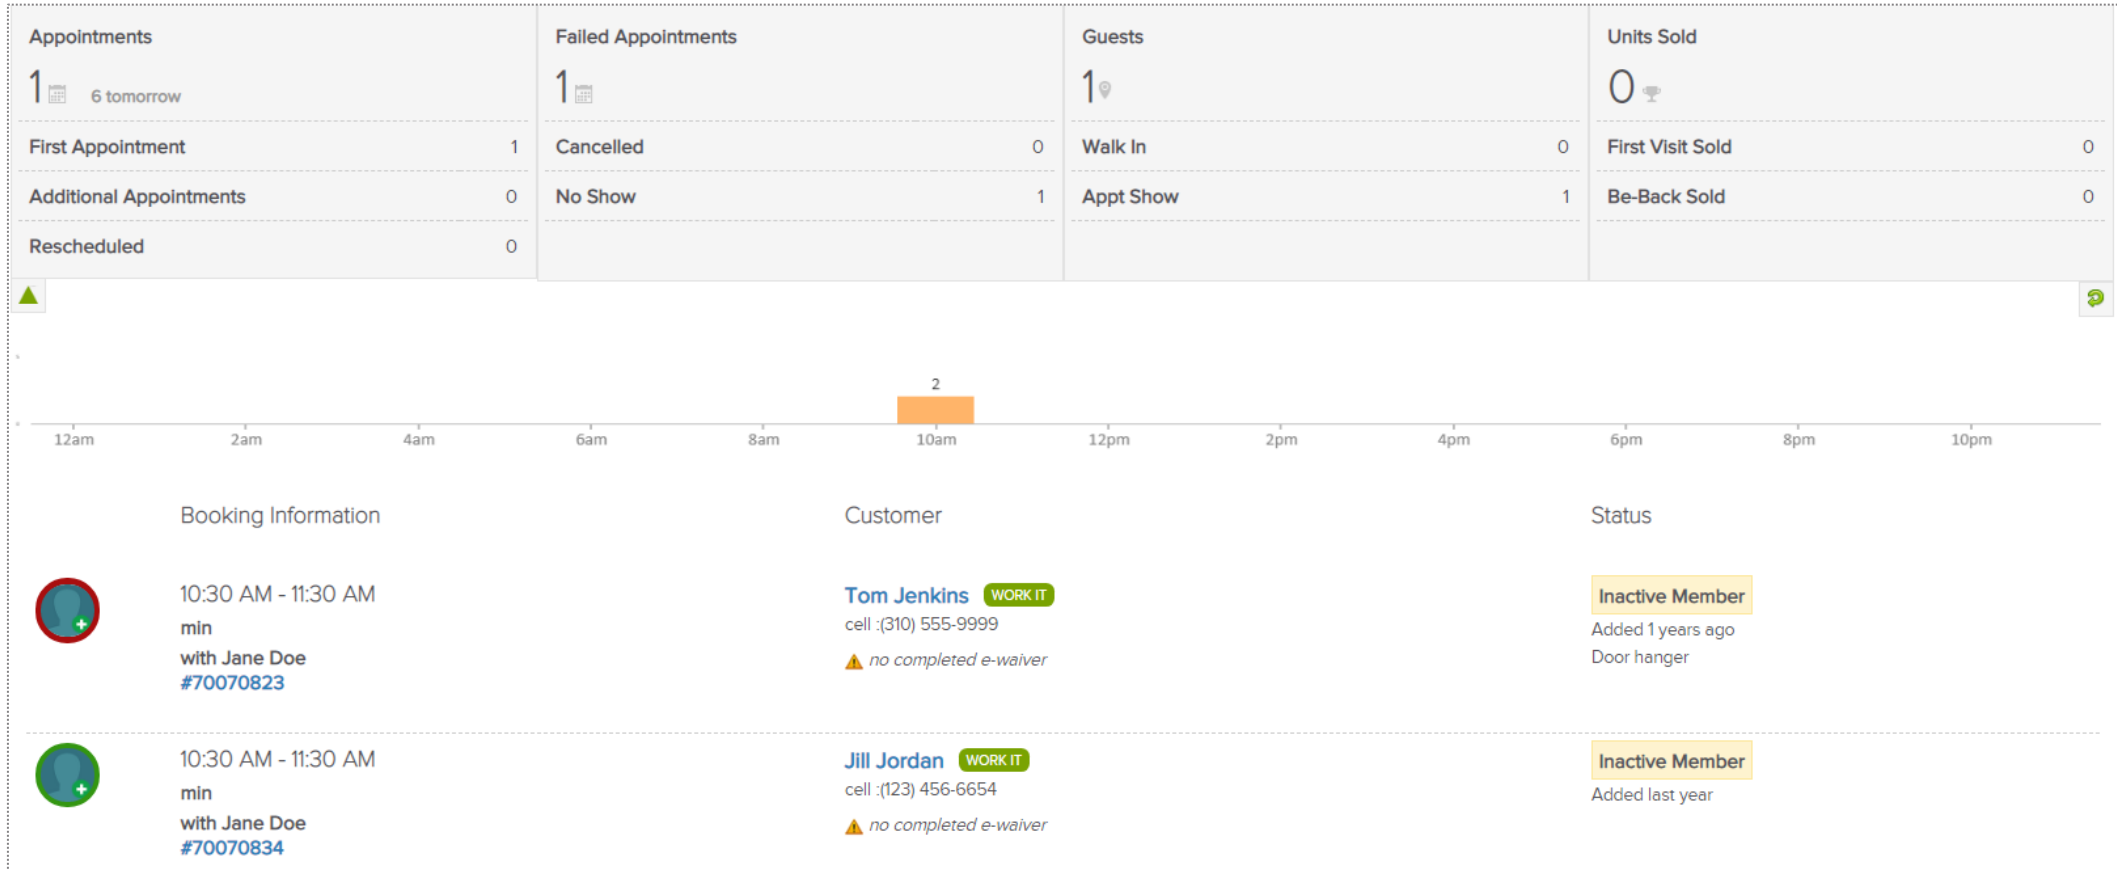 Appointments
1 6 tomorrow
First Appointment 1
Additional Appointments 0
Rescheduled 0
Failed Appointments
1
Cancelled 0
No Show 1
Guests
1
Walk In 0
Appt Show 1
Units Sold
0
First Visit Sold 0
Be-Back Sold 0
2
12am 2am 4am 6am 8am 10am 12pm 2pm 4pm 6pm 8pm 10pm
Booking Information Customer Status
10:30 AM - 11:30 AM
min
with Jane Doe
#70070823
Tom Jenkins WORK IT
cell :(310) 555-9999
no completed e-waiver
Inactive Member
Added 1 years ago
Door hanger
10:30 AM - 11:30 AM
min
with Jane Doe
#70070834
Jill Jordan WORK IT
cell :(123) 456-6654
no completed e-waiver
Inactive Member
Added last year